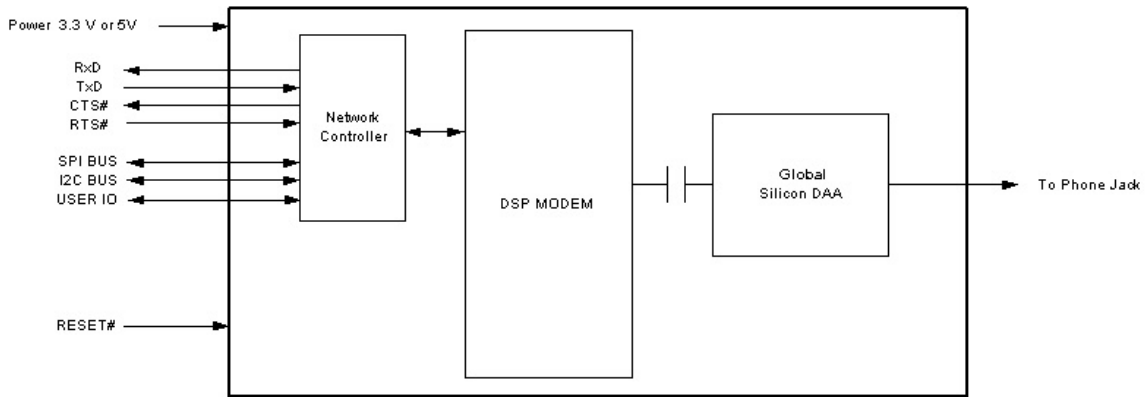 Power 3.3 V or 5V
RxD
TxD
CTS#
RTS#
SPI BUS
I2C BUS
USER IO
RESET#
Network
Controller
DSP MODEM
Global
Silicon DAA
To Phone Jack